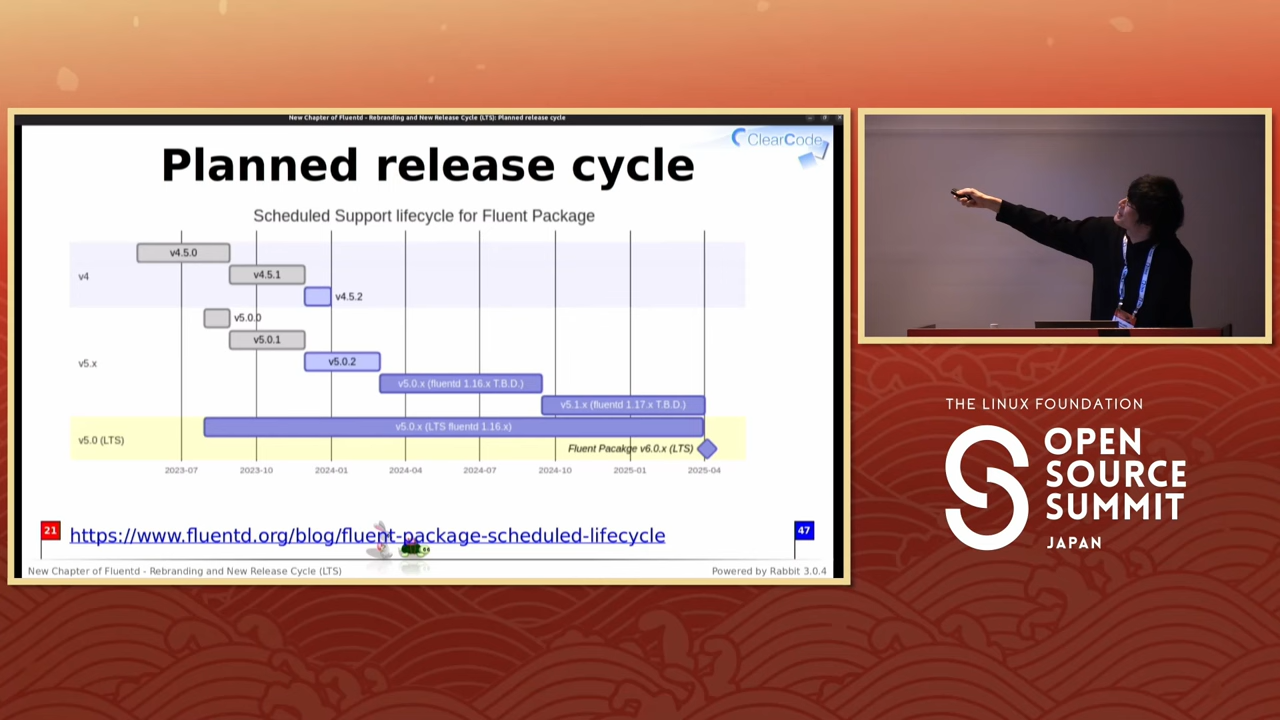 New Chapter of Fluentd - Rebranding and New Release Cycle (LTS): Planned release cycle
ClearCode
Planned release cycle
Scheduled Support lifecycle for Fluent Package
v4
v4.5.0
v4.5.1
v4.5.2
v5.x
v5.0.0
v5.0.1
v5.0.2
v5.0.x (fluentd 1.16.x T.B.D.)
v5.1.x (fluentd 1.17.x T.B.D.)
v5.0 (LTS)
v5.0.x (LTS fluentd 1.16.x)
Fluent Pacakge v6.0.x (LTS)
2023-07 2023-10 2024-01 2024-04 2024-07 2024-10 2025-01 2025-04
21 https://www.fluentd.org/blog/fluent-package-scheduled-lifecycle 47
New Chapter of Fluentd - Rebranding and New Release Cycle (LTS) Powered by Rabbit 3.0.4
THE LINUX FOUNDATION
OPEN
SOURCE
SUMMIT
JAPAN